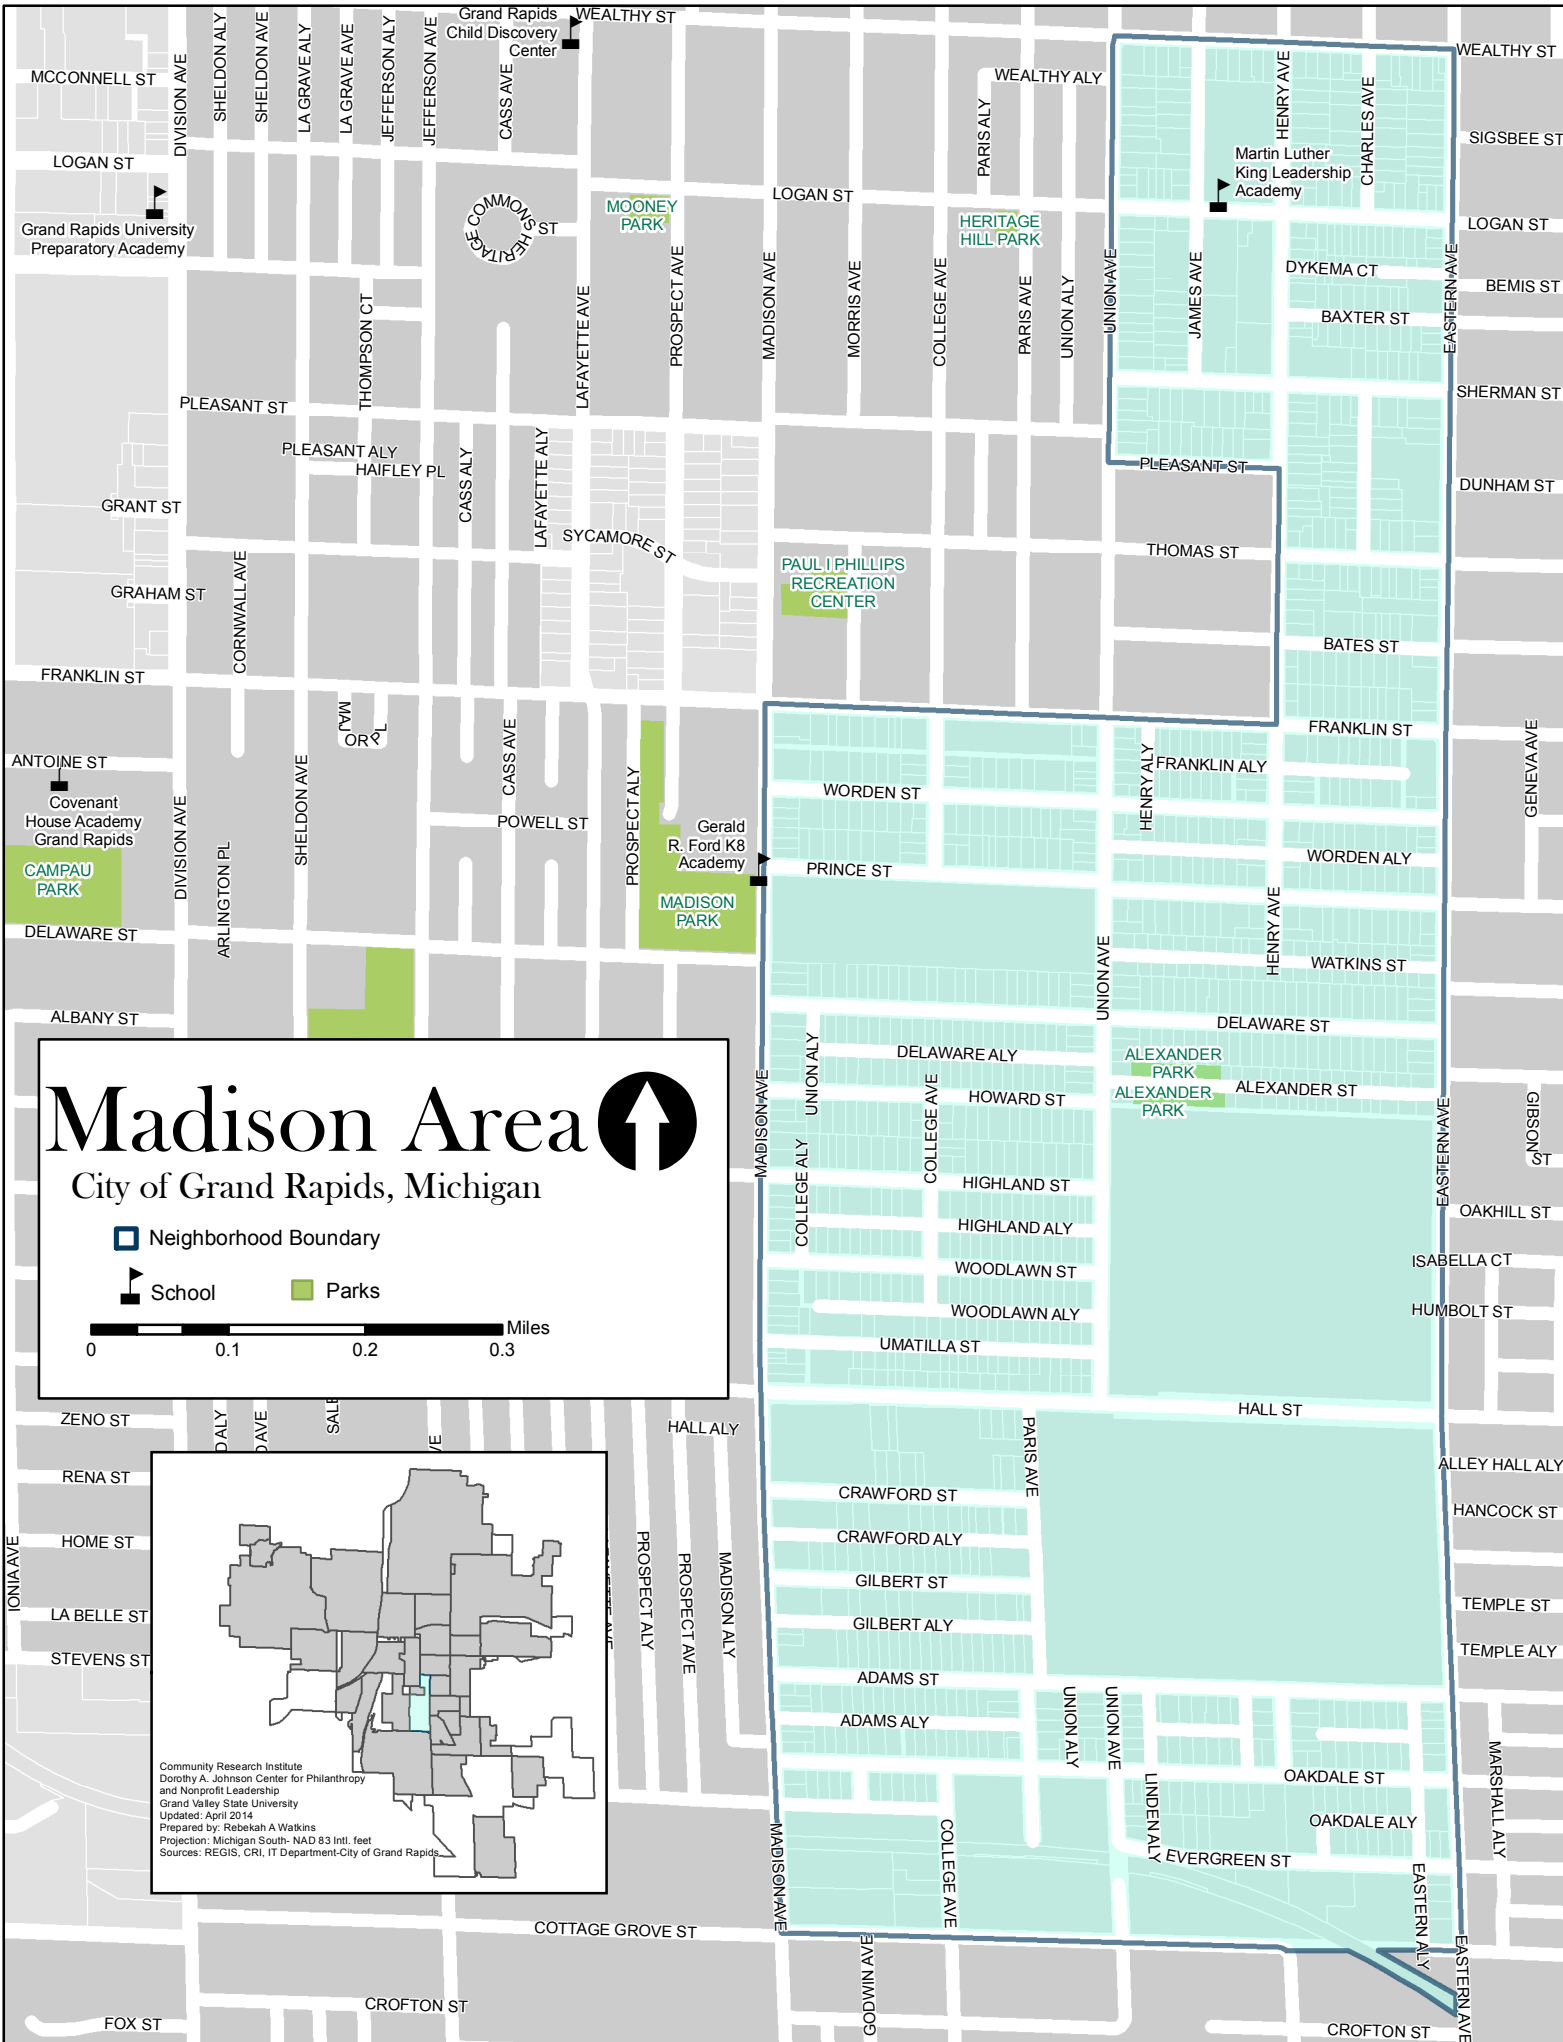 Grand Rapids
Child Discovery
Center
WEALTHY ST
WEALTHY ST
MCCONNELL ST
DIVISION AVE
SHELDON ALY
SHELDON AVE
LA GRAVE ALY
LA GRAVE AVE
JEFFERSON ALY
JEFFERSON AVE
CASS AVE
WEALTHY ALY
PARIS ALY
HENRY AVE
CHARLES AVE
SIGSBEE ST
LOGAN ST
Martin Luther
King Leadership
Academy
LOGAN ST
LOGAN ST
Grand Rapids University
Preparatory Academy
HERITAGE
COMMONS
ST
MOONEY
PARK
HERITAGE
HILL PARK
DYKEMA CT
BEMIS ST
BAXTER ST
THOMPSON CT
LAFAYETTE AVE
PROSPECT AVE
MADISON AVE
MORRIS AVE
COLLEGE AVE
PARIS AVE
UNION ALY
UNION AVE
JAMES AVE
EASTERN AVE
SHERMAN ST
PLEASANT ST
PLEASANT ALY
HAIFLEY PL
CASS ALY
LAFAYETTE ALY
PLEASANT ST
DUNHAM ST
GRANT ST
SYCAMORE ST
THOMAS ST
PAUL I PHILLIPS
RECREATION
CENTER
GRAHAM ST
CORNWALL AVE
BATES ST
FRANKLIN ST
FRANKLIN ST
MAJ
OR
PL
ANTOINE ST
Covenant
House Academy
Grand Rapids
CAMPAU
PARK
DIVISION AVE
ARLINGTON PL
SHELDON AVE
CASS AVE
POWELL ST
PROSPECT ALY
Gerald
R. Ford K8
Academy
MADISON
PARK
HENRY ALY
FRANKLIN ALY
GENEVA AVE
WORDEN ST
WORDEN ALY
PRINCE ST
HENRY AVE
DELAWARE ST
UNION AVE
WATKINS ST
ALBANY ST
DELAWARE ST
UNION ALY
DELAWARE ALY
ALEXANDER
PARK
ALEXANDER
PARK
ALEXANDER ST
HOWARD ST
MADISON AVE
COLLEGE AVE
COLLEGE ALY
EASTERN AVE
GIBSON
ST
HIGHLAND ST
OAKHILL ST
HIGHLAND ALY
ISABELLA CT
WOODLAWN ST
WOODLAWN ALY
HUMBOLT ST
UMATILLA ST
HALL ST
Madison Area
City of Grand Rapids, Michigan
Neighborhood Boundary
School
Parks
Miles
0
0.1
0.2
0.3
ZENO ST
D ALY
AVE
SALE
VE
HALL ALY
PARIS AVE
ALLEY HALL ALY
RENA ST
CRAWFORD ST
HANCOCK ST
HOME ST
CRAWFORD ALY
IONIA AVE
PROSPECT ALY
PROSPECT AVE
MADISON ALY
GILBERT ST
LA BELLE ST
GILBERT ALY
TEMPLE ST
STEVENS ST
TEMPLE ALY
ADAMS ST
ADAMS ALY
UNION ALY
UNION AVE
LINDEN ALY
OAKDALE ST
OAKDALE ALY
MARSHALL ALY
EVERGREEN ST
MADISON AVE
COLLEGE AVE
EASTERN ALY
EASTERN AVE
Community Research Institute
Dorothy A. Johnson Center for Philanthropy
and Nonprofit Leadership
Grand Valley State University
Updated: April 2014
Prepared by: Rebekah A Watkins
Projection: Michigan South- NAD 83 Intl. feet
Sources: REGIS, CRI, IT Department-City of Grand Rapids
COTTAGE GROVE ST
GODWIN AVE
CROFTON ST
FOX ST
CROFTON ST